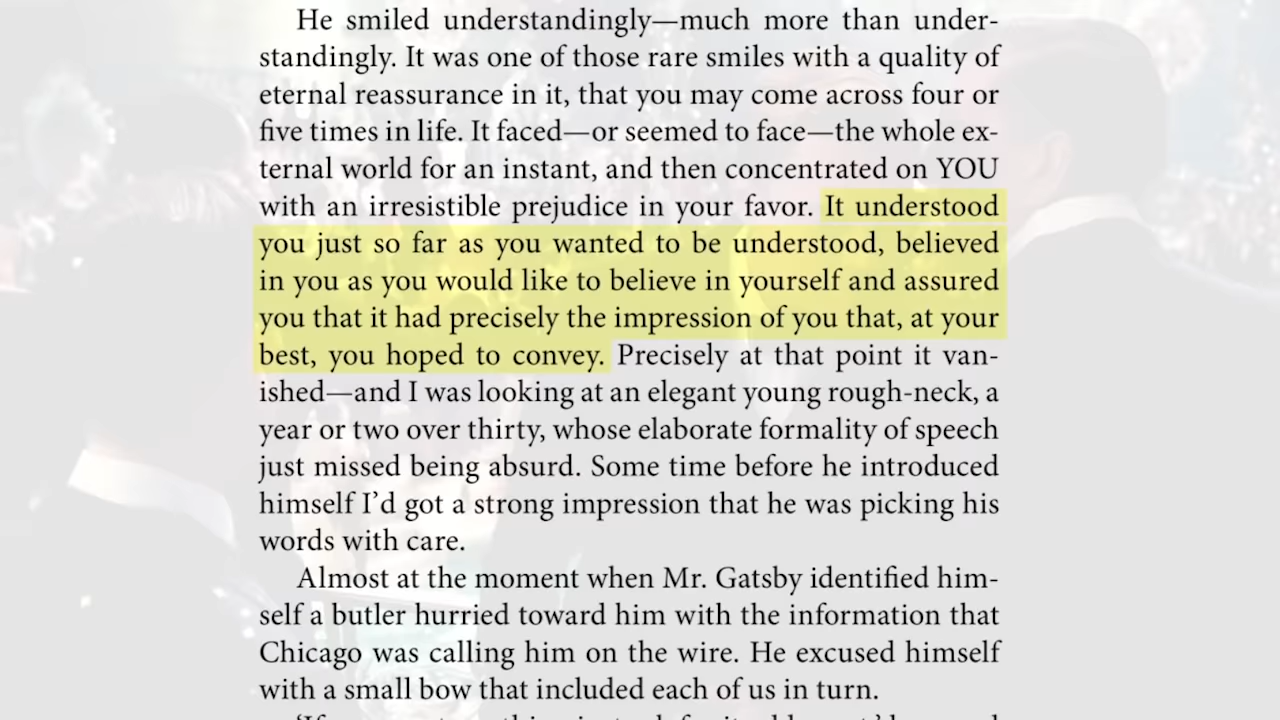 He smiled understandingly—much more than under-
standingly. It was one of those rare smiles with a quality of
eternal reassurance in it, that you may come across four or
five times in life. It faced—or seemed to face—the whole ex-
ternal world for an instant, and then concentrated on YOU
with an irresistible prejudice in your favor. It understood
you just so far as you wanted to be understood, believed
in you as you would like to believe in yourself and assured
you that it had precisely the impression of you that, at your
best, you hoped to convey. Precisely at that point it van-
ished—and I was looking at an elegant young rough-neck, a
year or two over thirty, whose elaborate formality of speech
just missed being absurd. Some time before he introduced
himself I’d got a strong impression that he was picking his
words with care.
Almost at the moment when Mr. Gatsby identified him-
self a butler hurried toward him with the information that
Chicago was calling him on the wire. He excused himself
with a small bow that included each of us in turn.